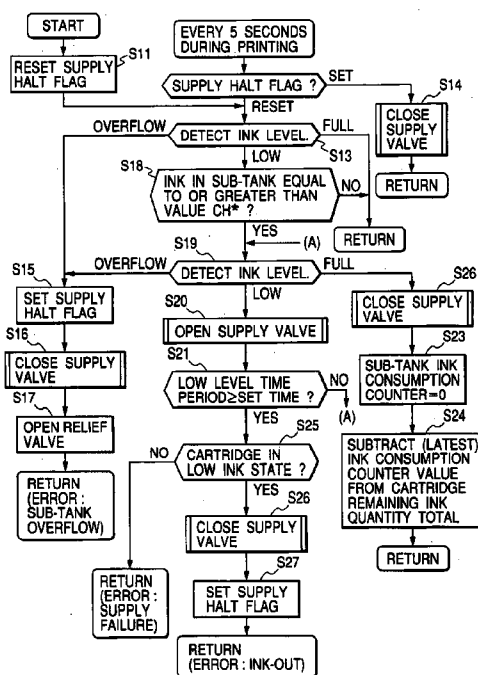 START
S11
RESET SUPPLY
HALT FLAG
EVERY 5 SECONDS
DURING PRINTING
SUPPLY HALT FLAG ?
SET
RESET
S14
CLOSE
SUPPLY
VALVE
RETURN
OVERFLOW
DETECT INK LEVEL.
FULL
S13
LOW
S18
INK IN SUB-TANK EQUAL
TO OR GREATER THAN
VALUE CH* ?
NO
YES
RETURN
(A)
S19
OVERFLOW
DETECT INK LEVEL.
FULL
LOW
S15
SET SUPPLY
HALT FLAG
S16
CLOSE SUPPLY
VALVE
S17
OPEN RELIEF
VALVE
RETURN
(ERROR :
SUB-TANK
OVERFLOW)
S20
OPEN SUPPLY VALVE
S21
LOW LEVEL TIME
PERIOD≥SET TIME ?
NO
(A)
YES
S25
NO
CARTRIDGE IN
LOW INK STATE ?
YES
S26
CLOSE SUPPLY
VALVE
S27
SET SUPPLY
HALT FLAG
RETURN
(ERROR : INK-OUT)
RETURN
(ERROR :
SUPPLY
FAILURE)
S26
CLOSE SUPPLY
VALVE
S23
SUB-TANK INK
CONSUMPTION
COUNTER=0
S24
SUBTRACT (LATEST)
INK CONSUMPTION
COUNTER VALUE
FROM CARTRIDGE
REMAINING INK
QUANTITY TOTAL
RETURN